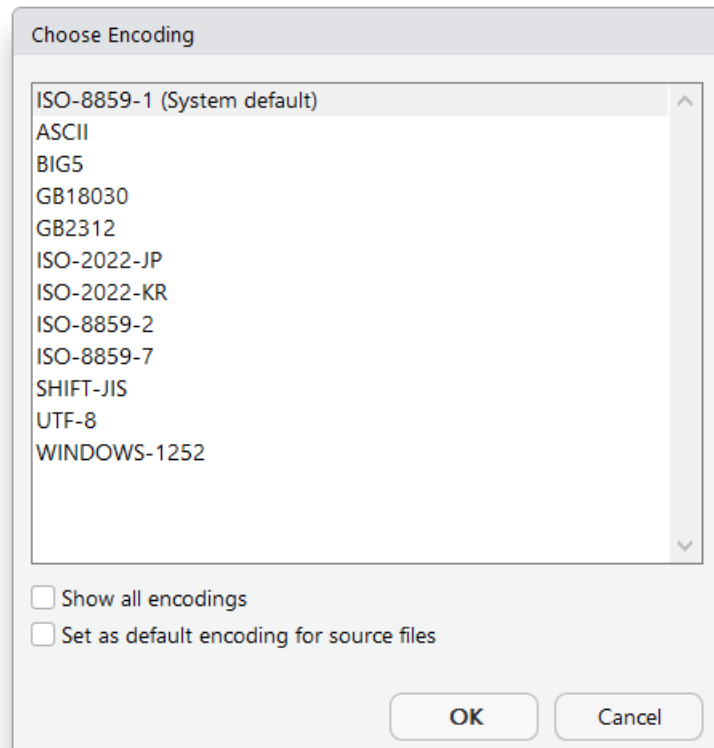 Choose Encoding
ISO-8859-1 (System default)
ASCII
BIG5
GB18030
GB2312
ISO-2022-JP
ISO-2022-KR
ISO-8859-2
ISO-8859-7
SHIFT-JIS
UTF-8
WINDOWS-1252
Show all encodings
Set as default encoding for source files
OK Cancel